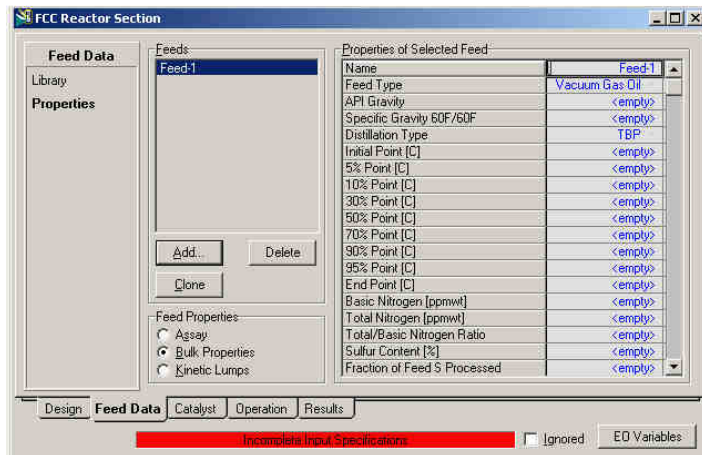 FCC Reactor Section
Feed Data
Library
Properties
Feeds
Feed-1
Add...
Delete
Clone
Feed Properties
Assay
Bulk Properties
Kinetic Lumps
Properties of Selected Feed
Name Feed-1
Feed Type Vacuum Gas Oil
API Gravity <empty>
Specific Gravity 60F/60F <empty>
Distillation Type TBP
Initial Point [C] <empty>
5% Point [C] <empty>
10% Point [C] <empty>
30% Point [C] <empty>
50% Point [C] <empty>
70% Point [C] <empty>
90% Point [C] <empty>
95% Point [C] <empty>
End Point [C] <empty>
Basic Nitrogen [ppmwt] <empty>
Total Nitrogen [ppmwt] <empty>
Total/Basic Nitrogen Ratio <empty>
Sulfur Content [%] <empty>
Fraction of Feed S Processed <empty>
Design Feed Data Catalyst Operation Results
Incomplete Input Specifications Ignored EO Variables